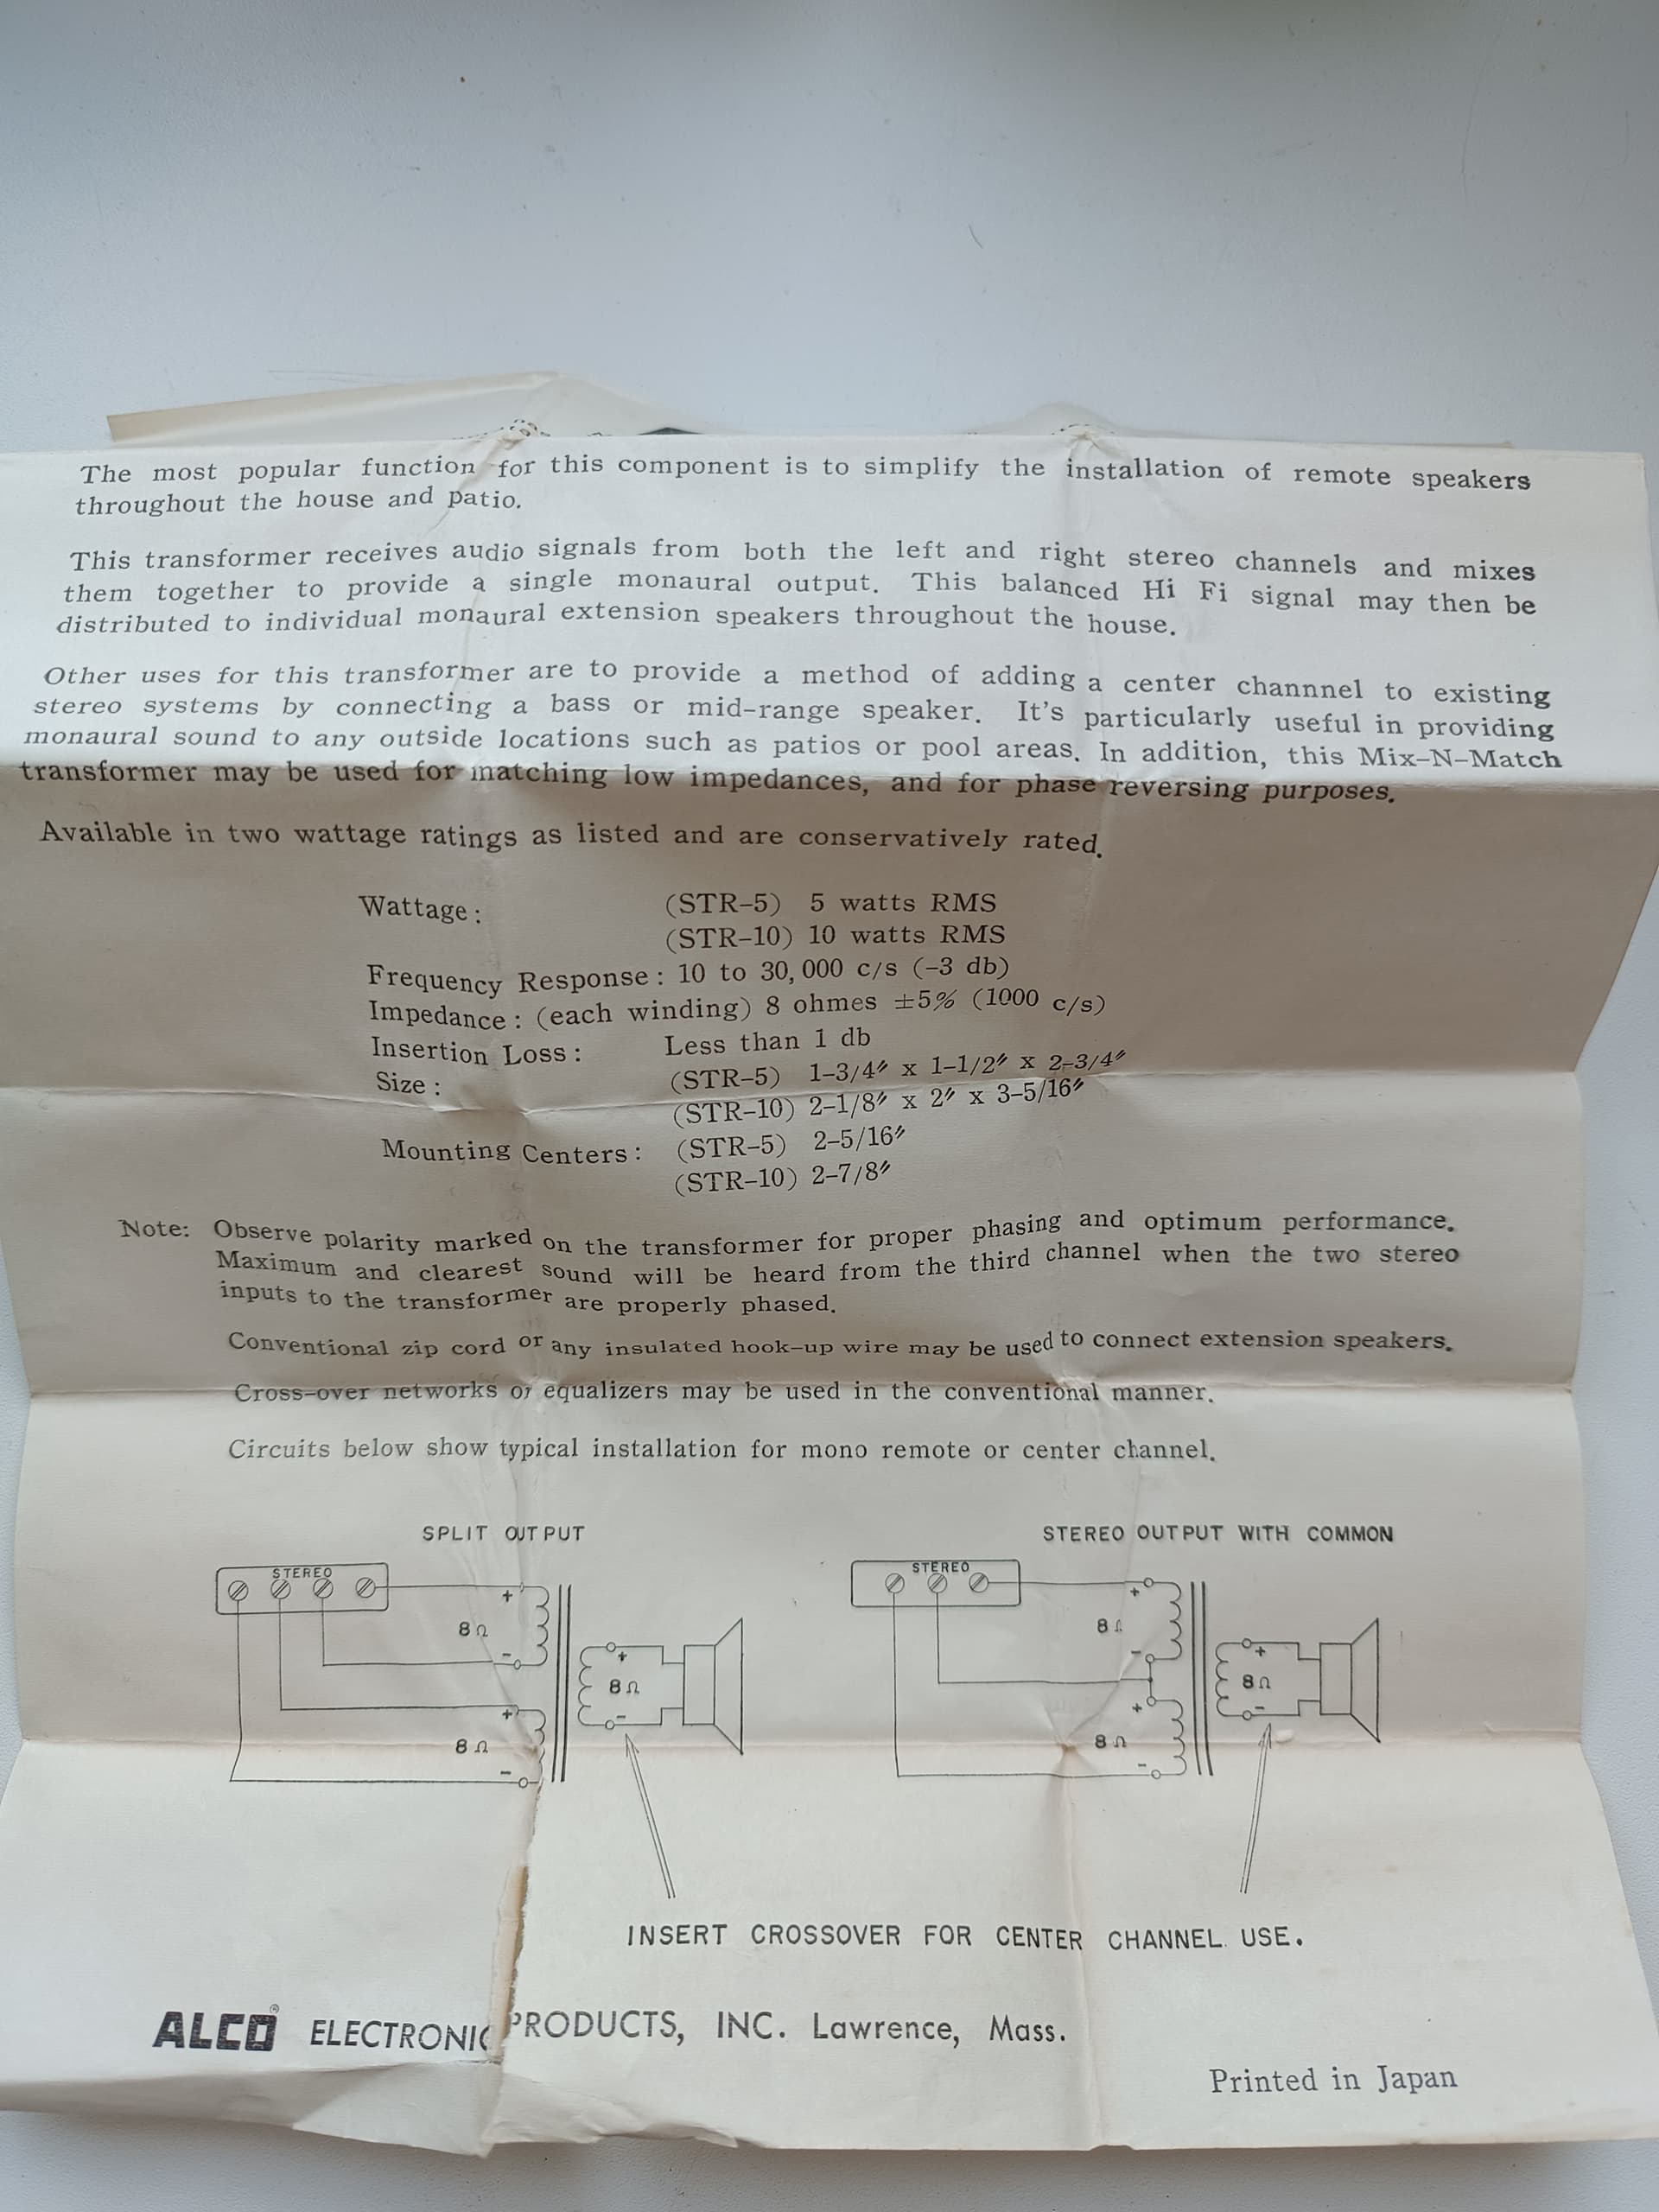 The most popular function for this component is to simplify the installation of remote speakers
throughout the house and patio.
This transformer receives audio signals from both the left and right stereo channels and mixes
them together to provide a single monaural output. This balanced Hi Fi signal may then be
distributed to individual monaural extension speakers throughout the house.
Other uses for this transformer are to provide a method of adding a center channnel to existing
stereo systems by connecting a bass or mid-range speaker. It's particularly useful in providing
monaural sound to any outside locations such as patios or pool areas. In addition, this Mix-N-Match
transformer may be used for matching low impedances, and for phase reversing purposes.
Available in two wattage ratings as listed and are conservatively rated.
Wattage: (STR-5) 5 watts RMS
(STR-10) 10 watts RMS
Frequency Response: 10 to 30,000 c/s (-3 db)
Impedance: (each winding) 8 ohmes ±5% (1000 c/s)
Insertion Loss: Less than 1 db
Size: (STR-5) 1-3/4″ x 1-1/2″ x 2-3/4″
(STR-10) 2-1/8″ x 2″ x 3-5/16″
Mounting Centers: (STR-5) 2-5/16″
(STR-10) 2-7/8″
Note: Observe polarity marked on the transformer for proper phasing and optimum performance.
Maximum and clearest sound will be heard from the third channel when the two stereo
inputs to the transformer are properly phased.
Conventional zip cord or any insulated hook-up wire may be used to connect extension speakers.
Cross-over networks or equalizers may be used in the conventional manner.
Circuits below show typical installation for mono remote or center channel.
SPLIT OUTPUT
STEREO
+
8Ω
-
+
8Ω
-
+
8Ω
-
STEREO OUTPUT WITH COMMON
STEREO
+
8Ω
-
+
8Ω
-
+
8Ω
-
INSERT CROSSOVER FOR CENTER CHANNEL USE.
ALCO® ELECTRONIC PRODUCTS, INC. Lawrence, Mass.
Printed in Japan